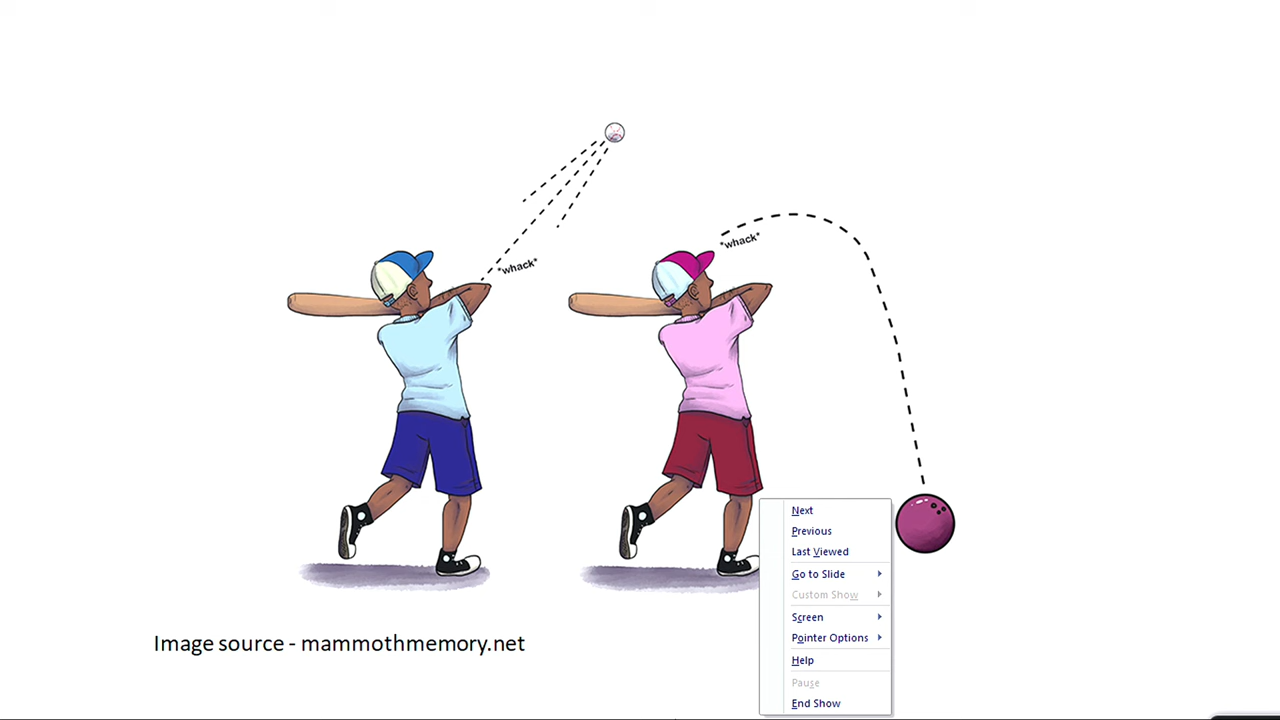 *whack*
*whack*
Next
Previous
Last Viewed
Go to Slide
Custom Show
Screen
Pointer Options
Help
Pause
End Show
Image source - mammothmemory.net